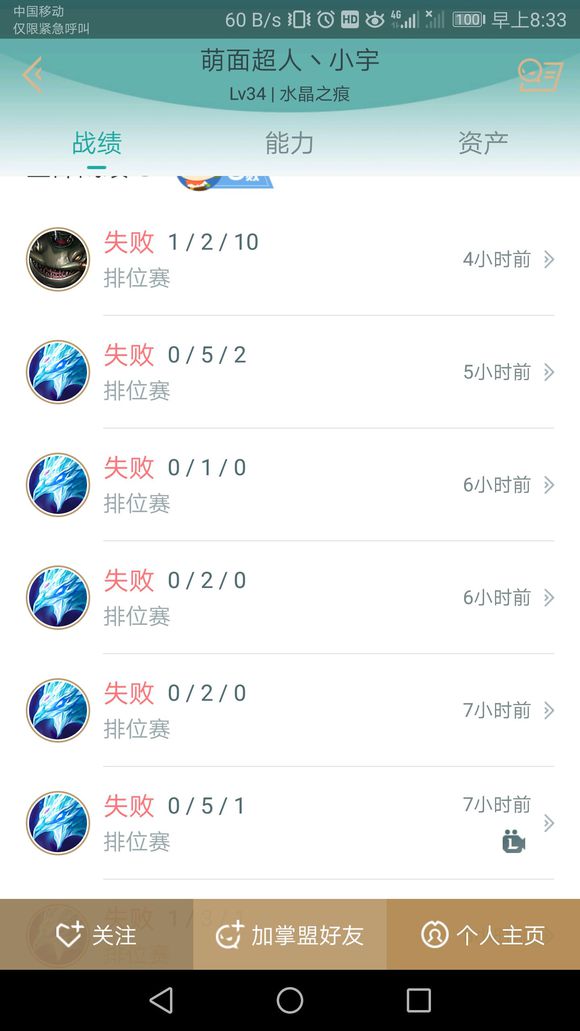 中国移动
仅限紧急呼叫
60 B/s HD 4G 100 早上8:33
萌面超人丶小宇
Lv34 | 水晶之痕
战绩 能力 资产
失败 1 / 2 / 10
4小时前
排位赛
失败 0 / 5 / 2
5小时前
排位赛
失败 0 / 1 / 0
6小时前
排位赛
失败 0 / 2 / 0
6小时前
排位赛
失败 0 / 2 / 0
7小时前
排位赛
失败 0 / 5 / 1
7小时前
排位赛
L
失败 1 / 3 / 1
关注 加掌盟好友 个人主页